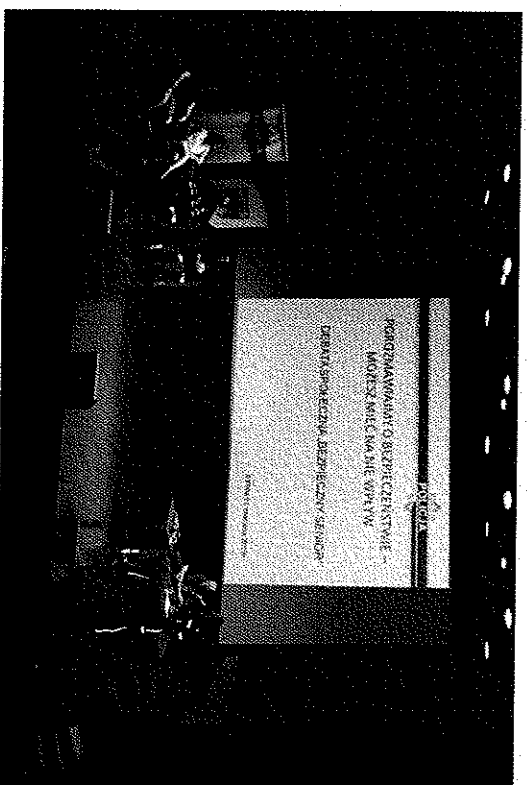 POLICJA
POROZMAWIAJMY O BEZPIECZEŃSTWIE –
MOŻESZ MIEĆ NA NIE WPŁYW
DEBATA SPOŁECZNA „BEZPIECZNY SENIOR”